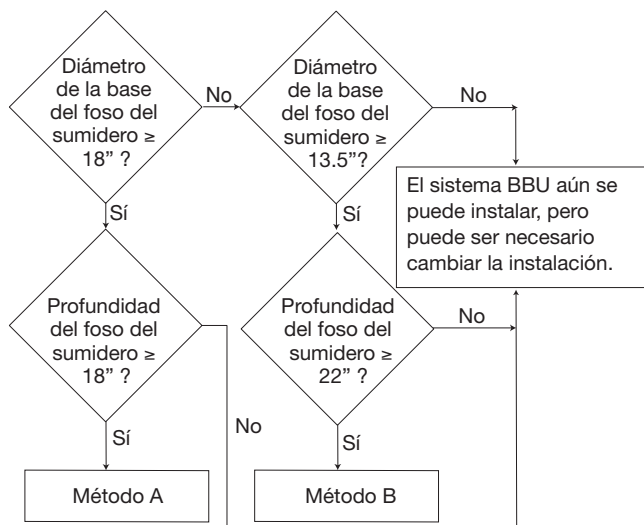 Diámetro
de la base
del foso del
sumidero ≥
18” ?
No
Diámetro
de la base
del foso del
sumidero ≥
13.5”?
No
El sistema BBU aún se
puede instalar, pero
puede ser necesario
cambiar la instalación.
Sí
Sí
Profundidad
del foso del
sumidero ≥
18” ?
Profundidad
del foso del
sumidero ≥
22” ?
No
Sí
No
Sí
Método A
Método B